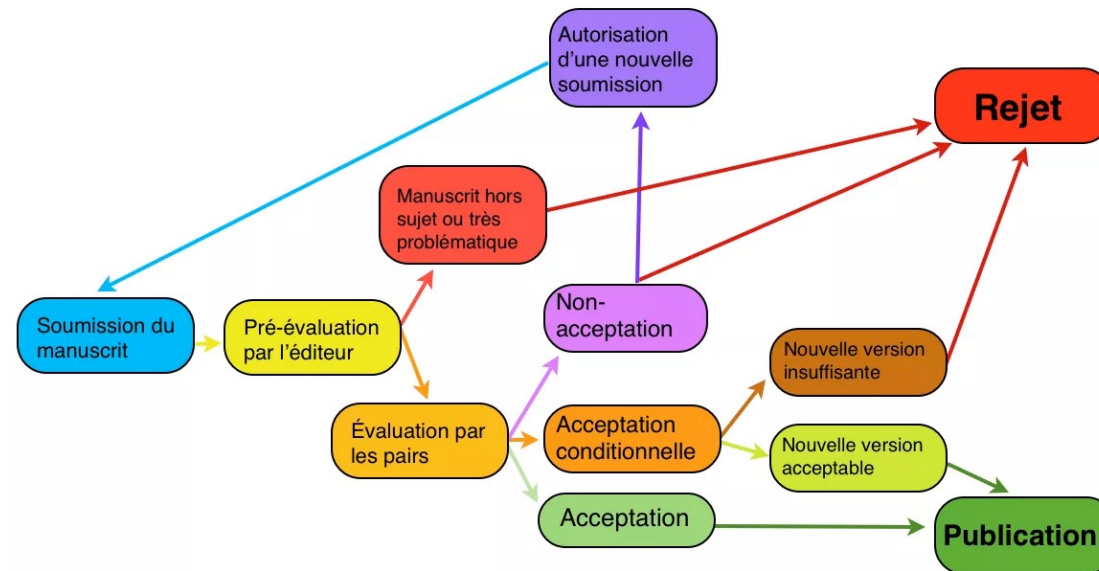 Autorisation
d’une nouvelle
soumission
Rejet
Manuscrit hors
sujet ou très
problématique
Soumission du
manuscrit
Pré-évaluation
par l’éditeur
Non-
acceptation
Nouvelle version
insuffisante
Évaluation par
les pairs
Acceptation
conditionnelle
Nouvelle version
acceptable
Acceptation
Publication